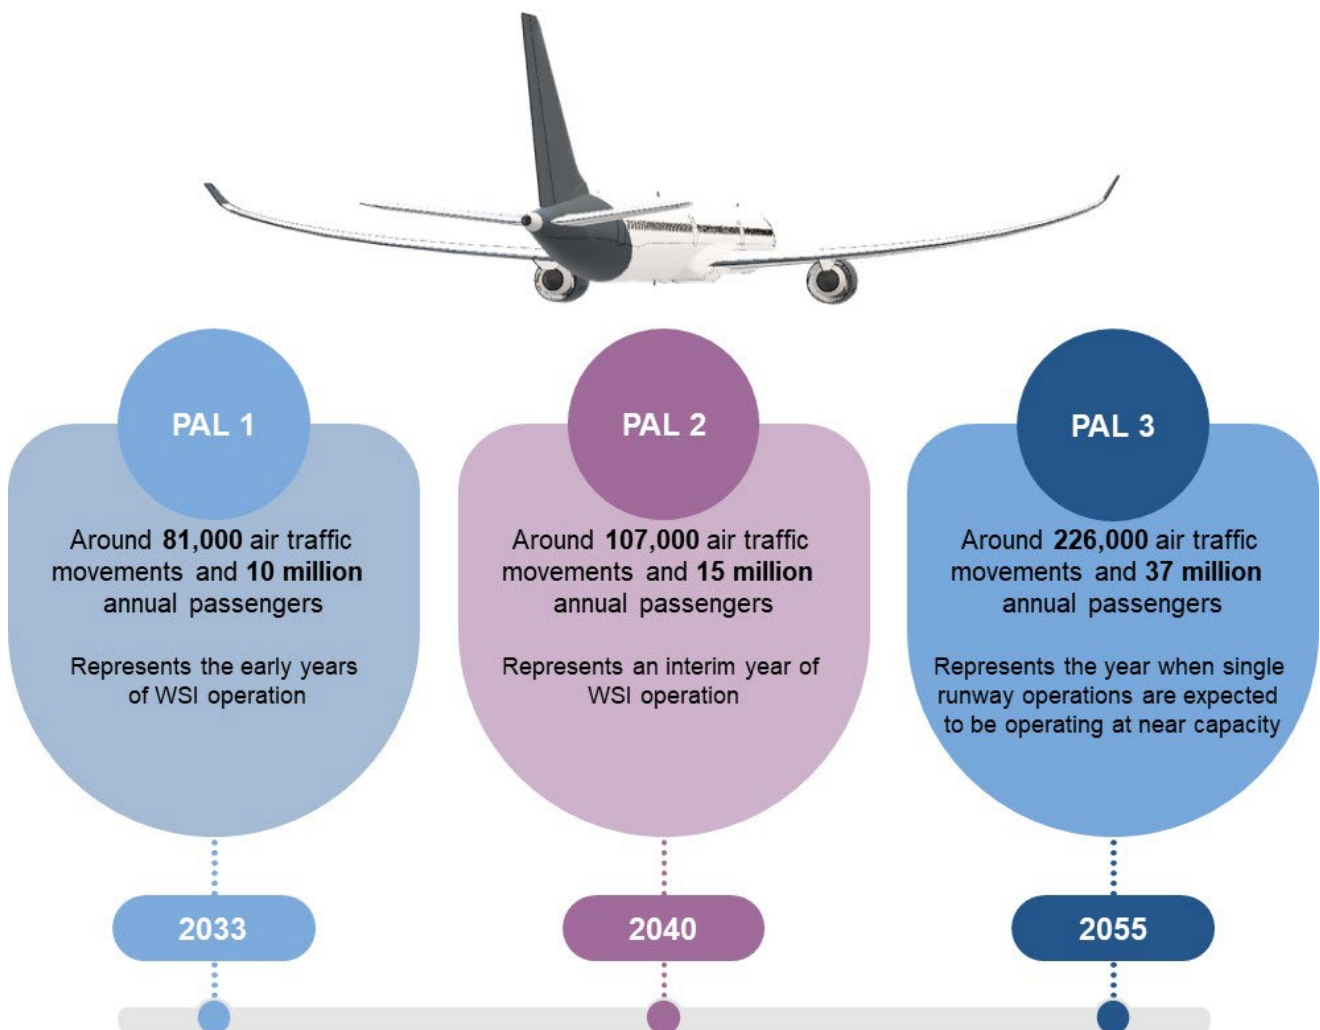 PAL 1
Around 81,000 air traffic
movements and 10 million
annual passengers
Represents the early years
of WSI operation
2033
PAL 2
Around 107,000 air traffic
movements and 15 million
annual passengers
Represents an interim year of
WSI operation
2040
PAL 3
Around 226,000 air traffic
movements and 37 million
annual passengers
Represents the year when single
runway operations are expected
to be operating at near capacity
2055